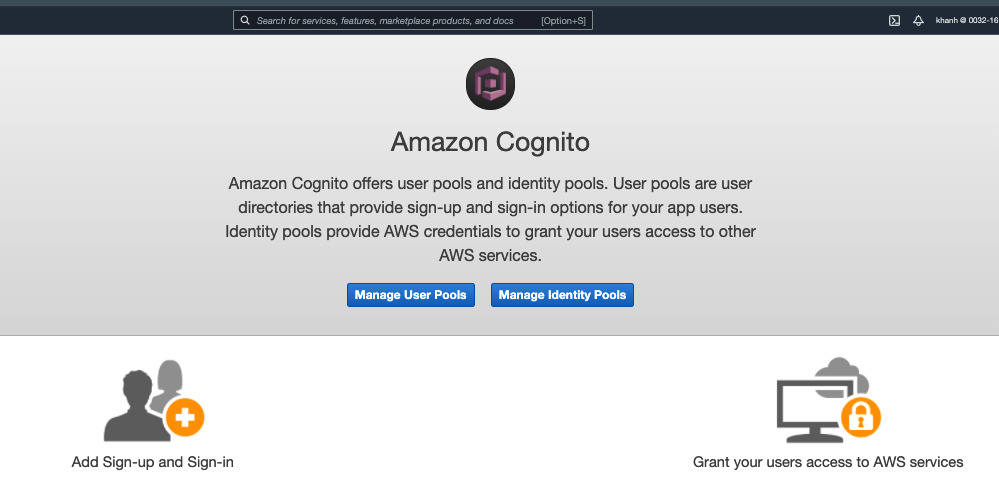 Search for services, features, marketplace products, and docs [Option+S] khanh @ 0032-16
Amazon Cognito
Amazon Cognito offers user pools and identity pools. User pools are user
directories that provide sign-up and sign-in options for your app users.
Identity pools provide AWS credentials to grant your users access to other
AWS services.
Manage User Pools Manage Identity Pools
Add Sign-up and Sign-in Grant your users access to AWS services